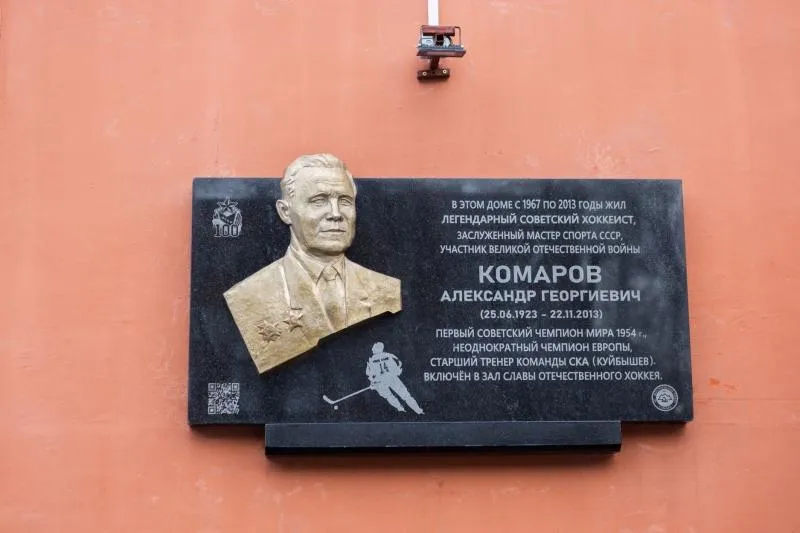 100
В ЭТОМ ДОМЕ С 1967 ПО 2013 ГОДЫ ЖИЛ
ЛЕГЕНДАРНЫЙ СОВЕТСКИЙ ХОККЕИСТ,
ЗАСЛУЖЕННЫЙ МАСТЕР СПОРТА СССР,
УЧАСТНИК ВЕЛИКОЙ ОТЕЧЕСТВЕННОЙ ВОЙНЫ
КОМАРОВ
АЛЕКСАНДР ГЕОРГИЕВИЧ
(25.06.1923 – 22.11.2013)
ПЕРВЫЙ СОВЕТСКИЙ ЧЕМПИОН МИРА 1954 г.,
НЕОДНОКРАТНЫЙ ЧЕМПИОН ЕВРОПЫ,
СТАРШИЙ ТРЕНЕР КОМАНДЫ СКА (КУЙБЫШЕВ).
ВКЛЮЧЁН В ЗАЛ СЛАВЫ ОТЕЧЕСТВЕННОГО ХОККЕЯ.
14